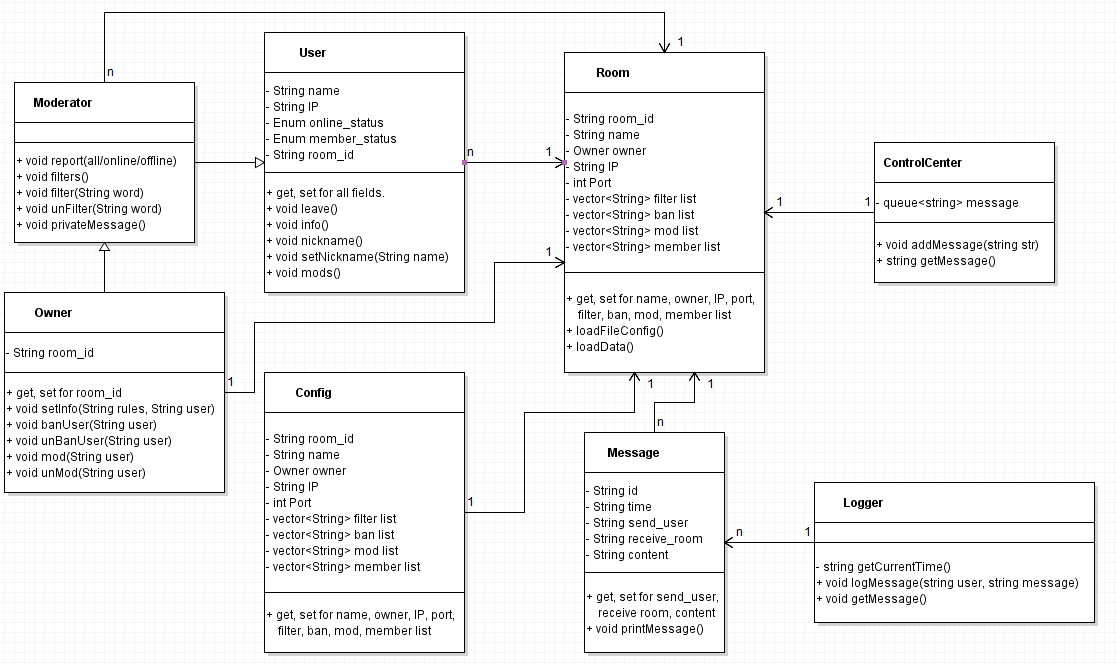 1
n
User
- String name
- String IP
- Enum online_status
- Enum member_status
- String room_id
+ get, set for all fields.
+ void leave()
+ void info()
+ void nickname()
+ void setNickname(String name)
+ void mods()
Moderator
+ void report(all/online/offline)
+ void filters()
+ void filter(String word)
+ void unFilter(String word)
+ void privateMessage()
n
1
Room
- String room_id
- String name
- Owner owner
- String IP
- int Port
- vector<String> filter list
- vector<String> ban list
- vector<String> mod list
- vector<String> member list
+ get, set for name, owner, IP, port,
filter, ban, mod, member list
+ loadFileConfig()
+ loadData()
1
1
ControlCenter
- queue<string> message
+ void addMessage(string str)
+ string getMessage()
1
Owner
- String room_id
+ get, set for room_id
+ void setInfo(String rules, String user)
+ void banUser(String user)
+ void unBanUser(String user)
+ void mod(String user)
+ void unMod(String user)
1
Config
- String room_id
- String name
- Owner owner
- String IP
- int Port
- vector<String> filter list
- vector<String> ban list
- vector<String> mod list
- vector<String> member list
+ get, set for name, owner, IP, port,
filter, ban, mod, member list
1
1
1
n
Message
- String id
- String time
- String send_user
- String receive_room
- String content
+ get, set for send_user,
receive room, content
+ void printMessage()
n
1
Logger
- string getCurrentTime()
+ void logMessage(string user, string message)
+ void getMessage()